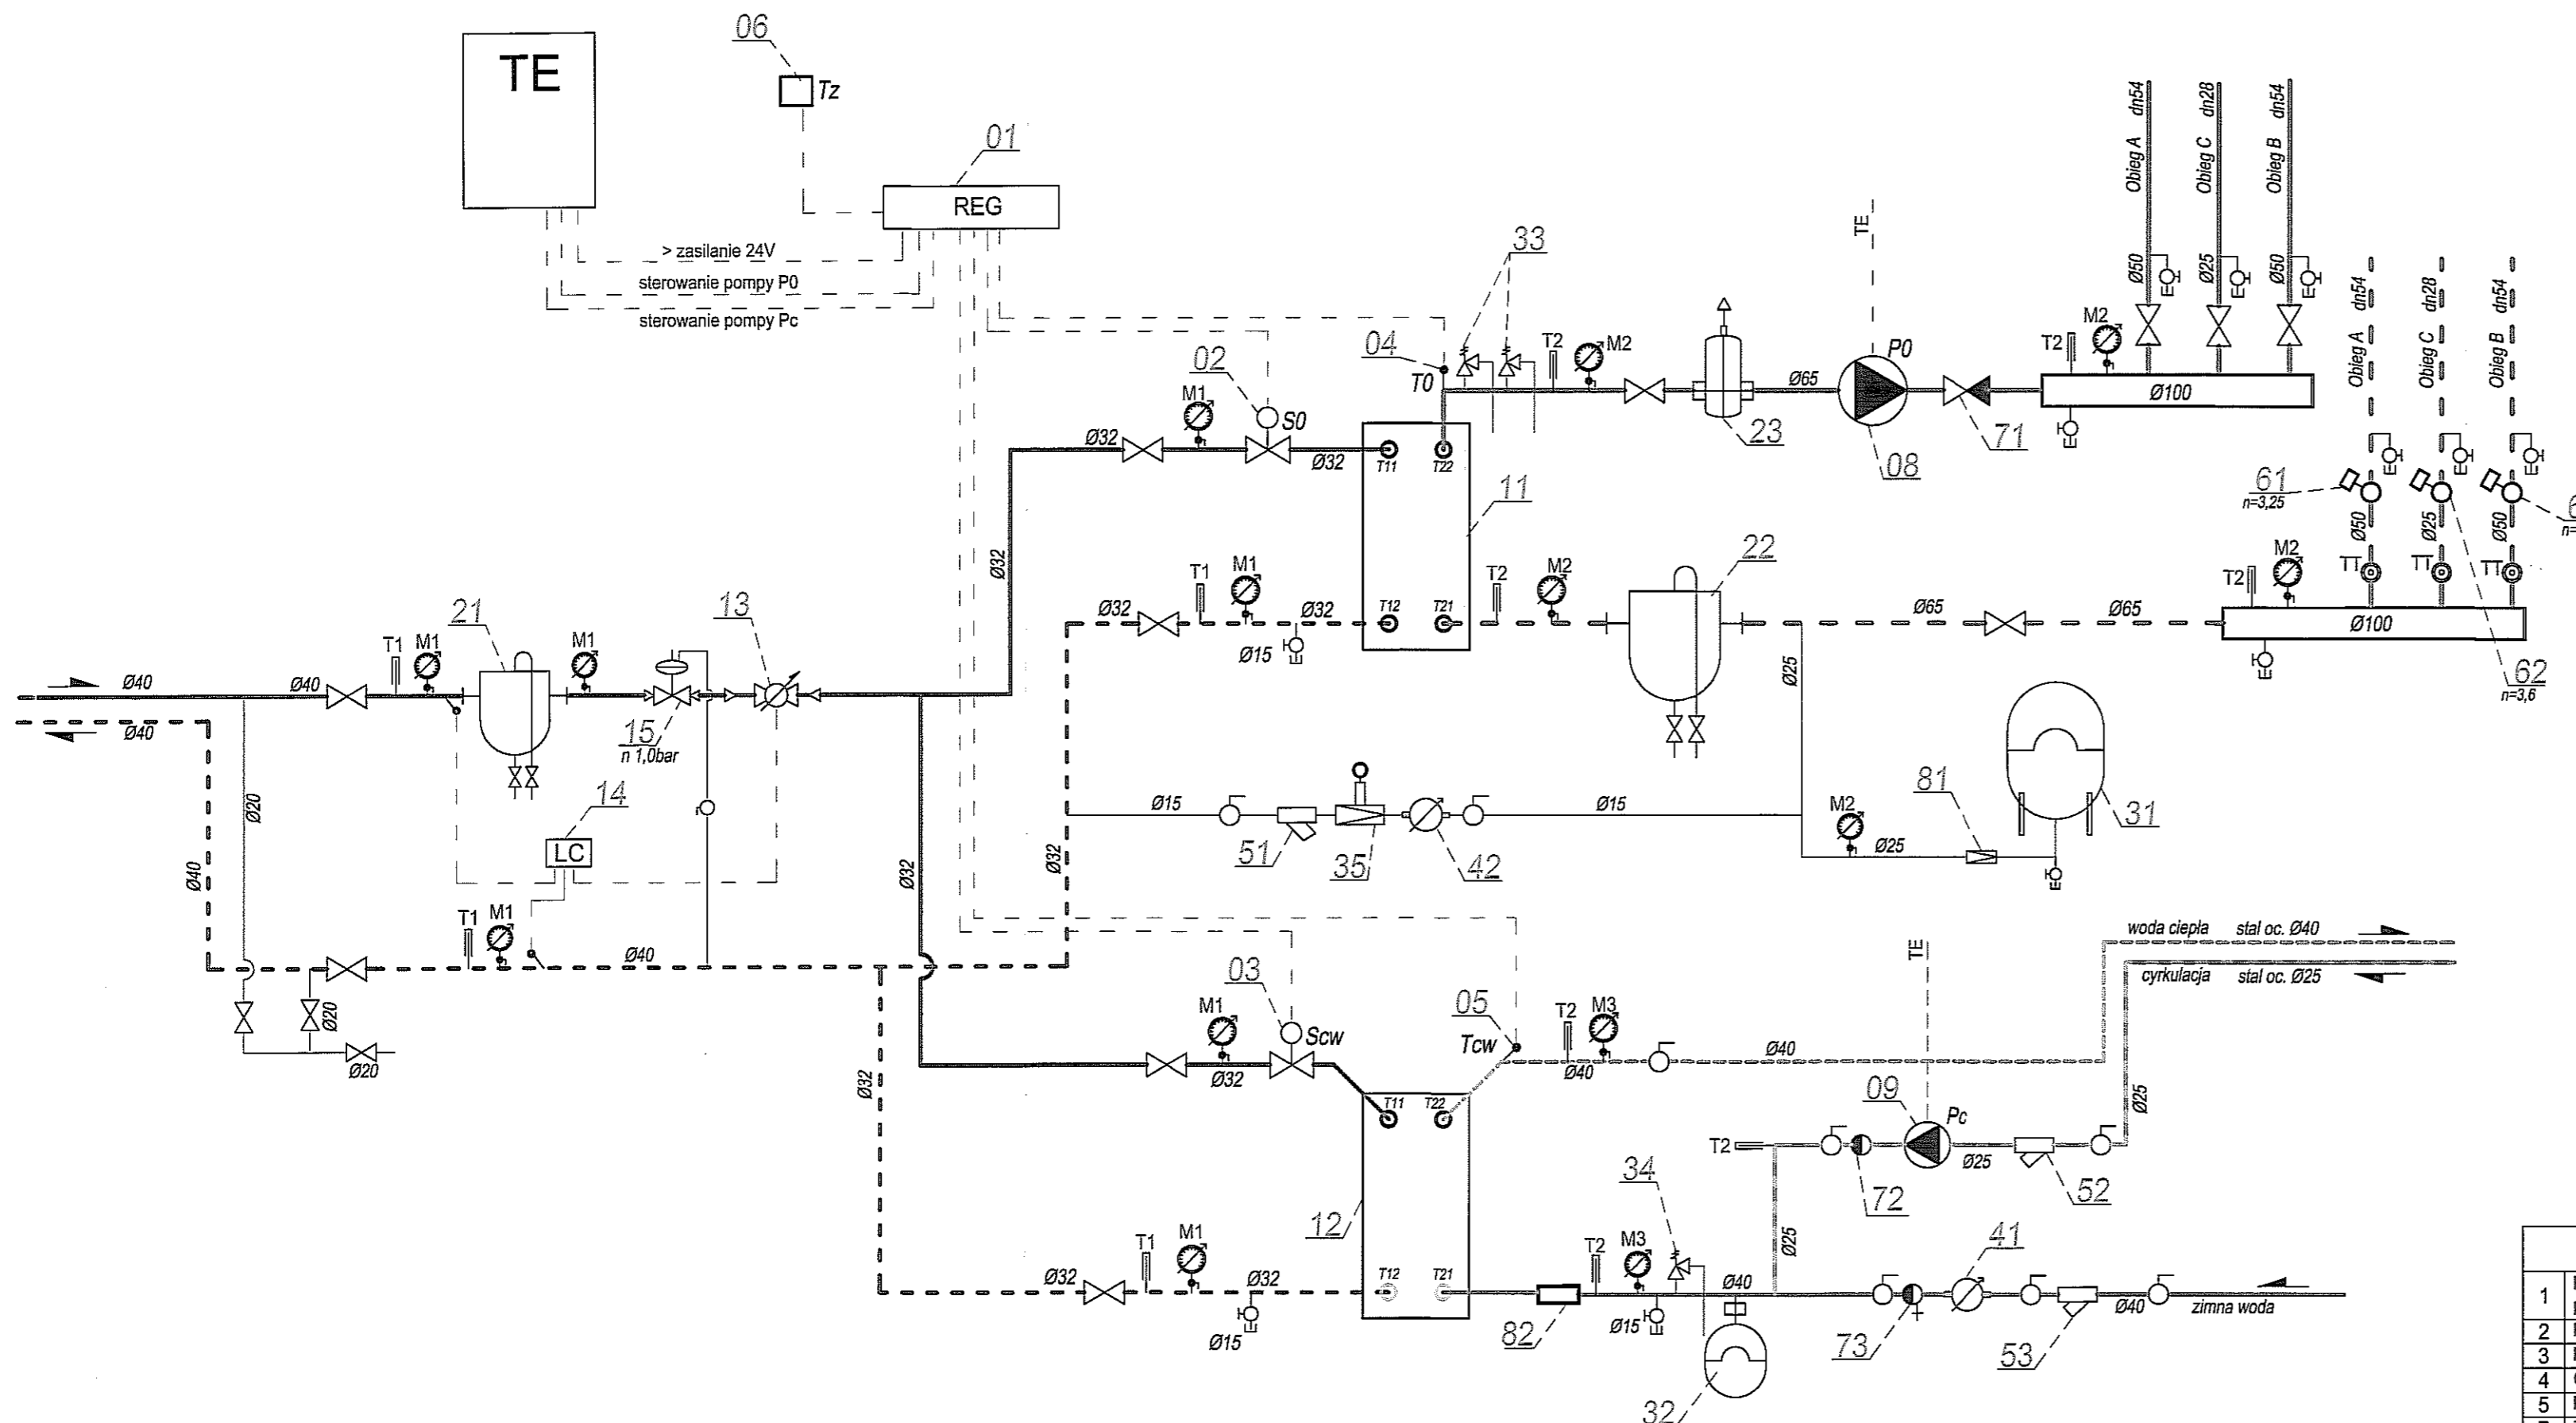 TE
06
Tz
01
REG
> zasilanie 24V
sterowanie pompy P0
sterowanie pompy Pc
Obieg A dn54
Obieg C dn28
Obieg B dn54
Ø50
Ø25
Ø50
33
TE
04
T0
T2
M2
P0
Ø65
T2
M2
Ø100
23
08
71
Obieg A dn54
Obieg C dn28
Obieg B dn54
02
M1
S0
Ø32
Ø32
T11
T22
11
61
n=3,25
Ø50
Ø25
Ø50
6
n=
TT
TT
TT
T2
M2
Ø100
62
n=3,6
Ø32
Ø32
T1
M1
Ø32
T12
T21
Ø15
T2
M2
22
Ø65
Ø65
Ø25
21
13
T1
M1
M1
Ø40
Ø40
Ø40
15
n 1,0bar
14
LC
Ø20
Ø40
T1
M1
Ø40
Ø20
Ø20
Ø32
Ø32
Ø15
51
35
42
Ø15
M2
Ø25
81
31
woda ciepła stal oc. Ø40
cyrkulacja stal oc. Ø25
03
M1
Scw
Ø32
05
Tcw
T2
M3
Ø40
Ø40
TE
09
Pc
T2
Ø25
Ø25
72
52
T11
T22
12
Ø32
Ø32
T1
M1
Ø32
T12
T21
Ø15
82
T2
M3
34
Ø40
Ø25
Ø15
32
41
73
53
Ø40
zimna woda
1
2
3
4
5